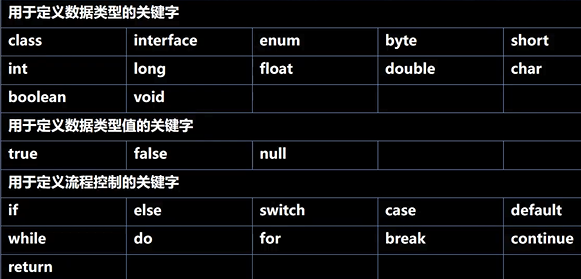 用于定义数据类型的关键字
class interface enum byte short
int long float double char
boolean void
用于定义数据类型值的关键字
true false null
用于定义流程控制的关键字
if else switch case default
while do for break continue
return